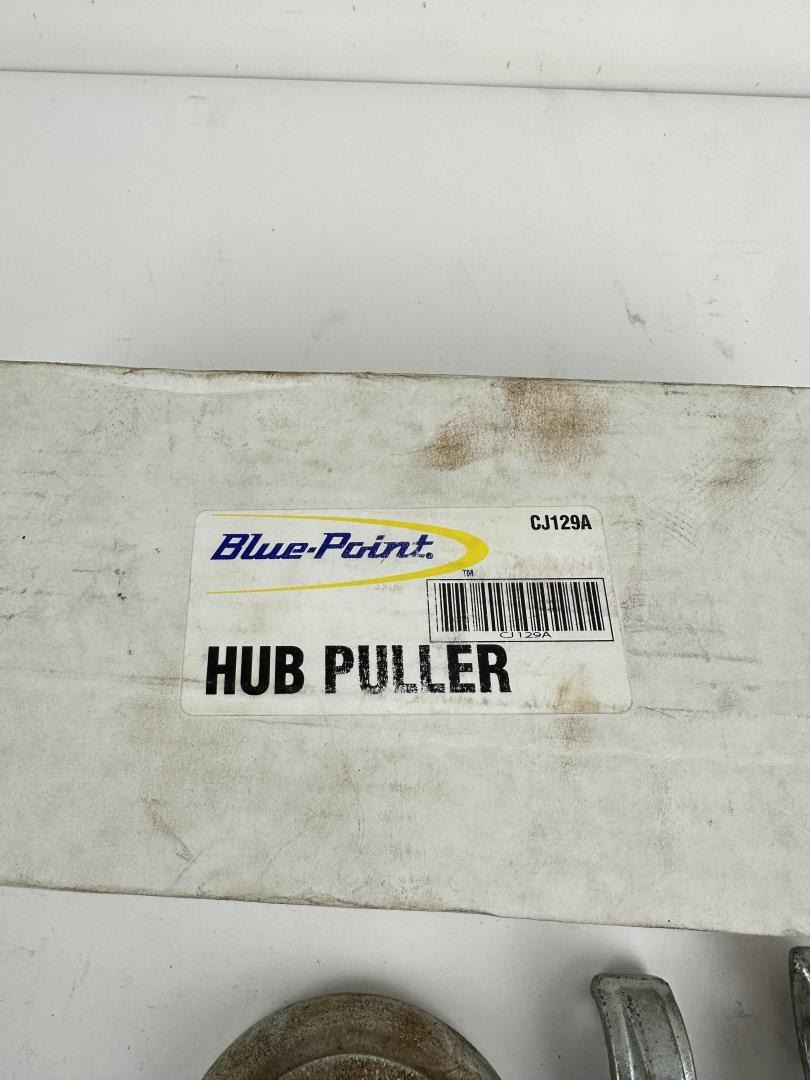 Blue-Point®
CJ129A
TM
CJ129A
HUB PULLER